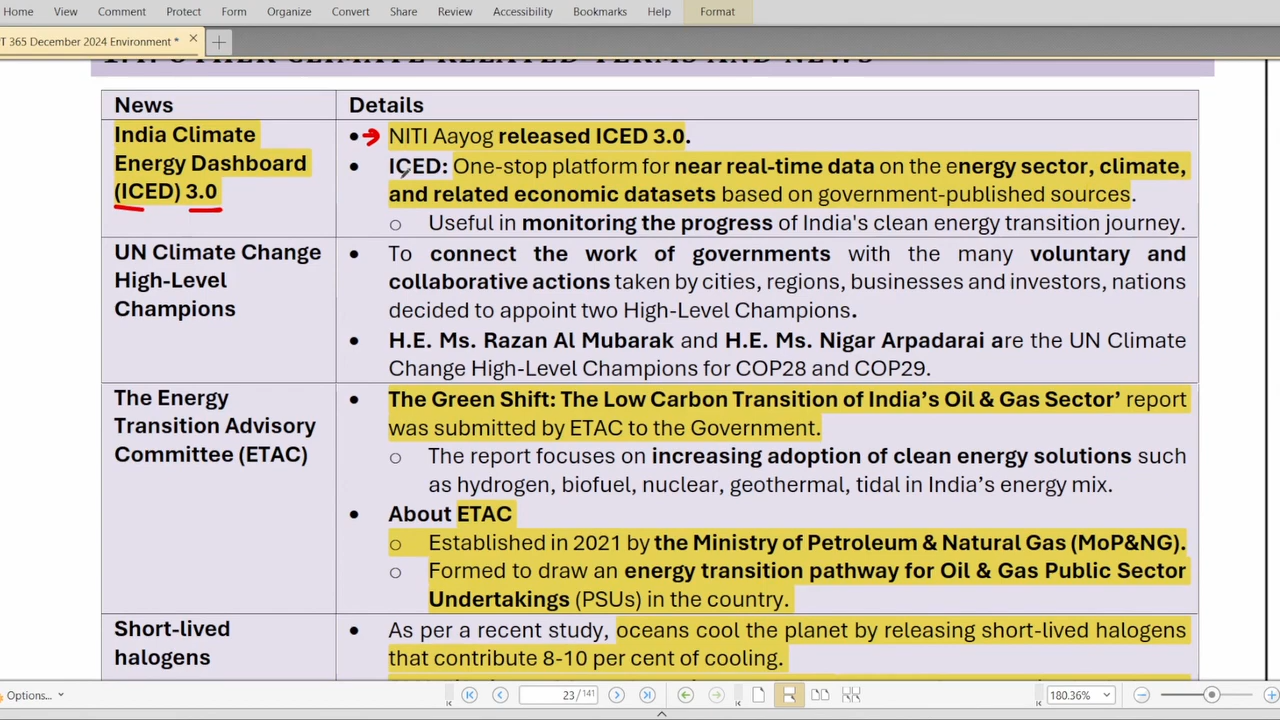 Home View Comment Protect Form Organize Convert Share Review Accessibility Bookmarks Help Format
T 365 December 2024 Environment *
OTHER CLIMATE RELATED TERMS AND NEWS
News Details
India Climate Energy Dashboard (ICED) 3.0
• NITI Aayog released ICED 3.0.
• ICED: One-stop platform for near real-time data on the energy sector, climate,
and related economic datasets based on government-published sources.
○ Useful in monitoring the progress of India's clean energy transition journey.
UN Climate Change High-Level Champions
• To connect the work of governments with the many voluntary and
collaborative actions taken by cities, regions, businesses and investors, nations
decided to appoint two High-Level Champions.
• H.E. Ms. Razan Al Mubarak and H.E. Ms. Nigar Arpadarai are the UN Climate
Change High-Level Champions for COP28 and COP29.
The Energy Transition Advisory Committee (ETAC)
• The Green Shift: The Low Carbon Transition of India’s Oil & Gas Sector’ report
was submitted by ETAC to the Government.
○ The report focuses on increasing adoption of clean energy solutions such
as hydrogen, biofuel, nuclear, geothermal, tidal in India’s energy mix.
• About ETAC
○ Established in 2021 by the Ministry of Petroleum & Natural Gas (MoP&NG).
○ Formed to draw an energy transition pathway for Oil & Gas Public Sector
Undertakings (PSUs) in the country.
Short-lived halogens
• As per a recent study, oceans cool the planet by releasing short-lived halogens
that contribute 8-10 per cent of cooling.
Options... 23 / 141 180.36%